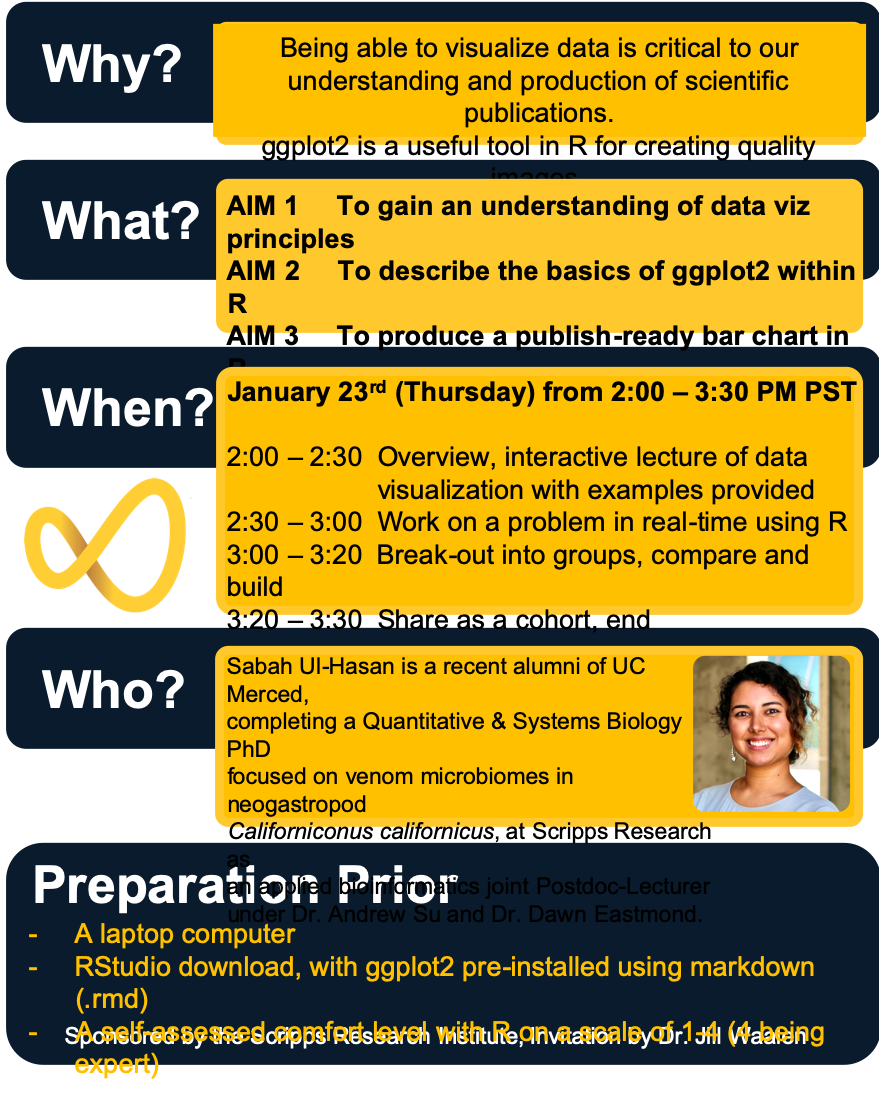 Why?
Being able to visualize data is critical to our
understanding and production of scientific
publications.
ggplot2 is a useful tool in R for creating quality
images.
What?
AIM 1 To gain an understanding of data viz
principles
AIM 2 To describe the basics of ggplot2 within
R
AIM 3 To produce a publish-ready bar chart in
R
When?
January 23rd (Thursday) from 2:00 – 3:30 PM PST
2:00 – 2:30 Overview, interactive lecture of data
visualization with examples provided
2:30 – 3:00 Work on a problem in real-time using R
3:00 – 3:20 Break-out into groups, compare and
build
3:20 – 3:30 Share as a cohort, end
Who?
Sabah Ul-Hasan is a recent alumni of UC
Merced,
completing a Quantitative & Systems Biology
PhD
focused on venom microbiomes in
neogastropod
Californiconus californicus, at Scripps Research
as
an applied bioinformatics joint Postdoc-Lecturer
under Dr. Andrew Su and Dr. Dawn Eastmond.
Preparation Prior
- A laptop computer
- RStudio download, with ggplot2 pre-installed using markdown
(.rmd)
- A self-assessed comfort level with R on a scale of 1-4 (4 being
expert)
Sponsored by the Scripps Research Institute, Invitation by Dr. Jill Waalen